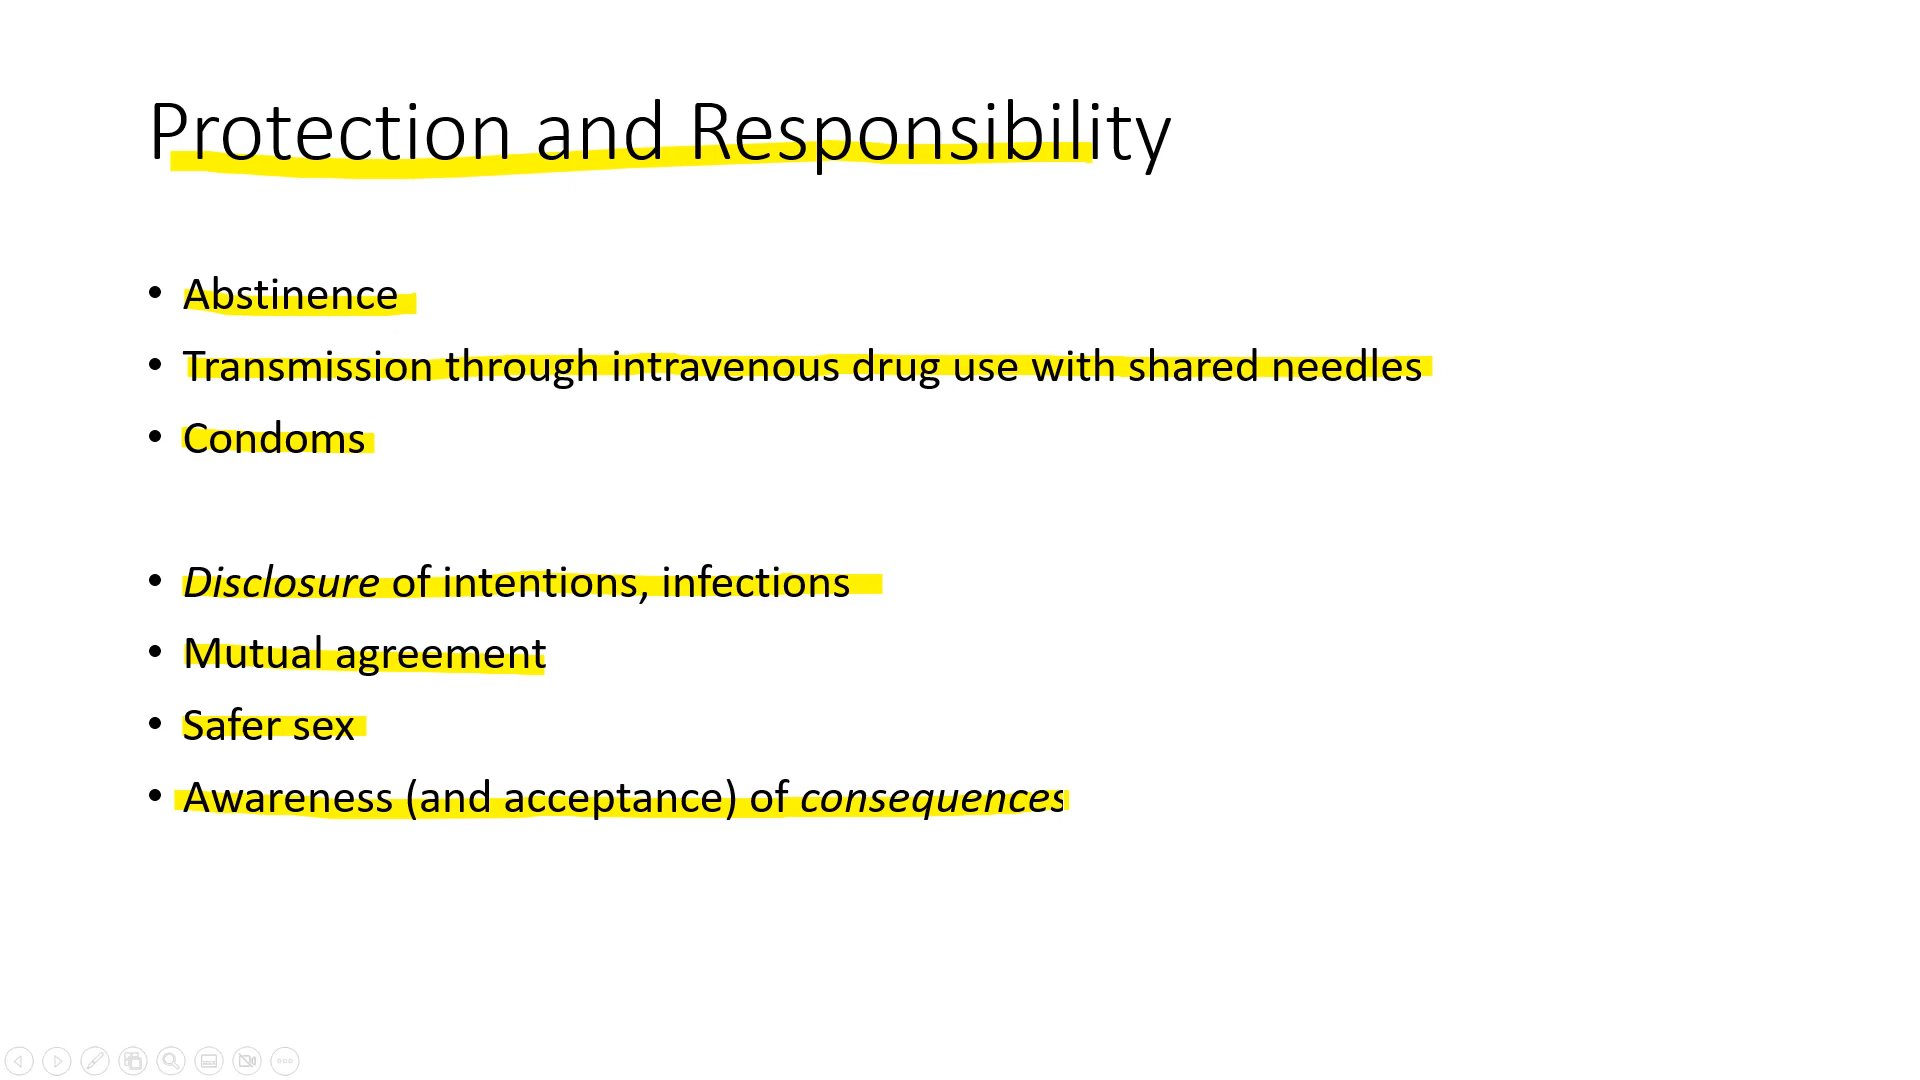 Protection and Responsibility
• Abstinence
• Transmission through intravenous drug use with shared needles
• Condoms
• Disclosure of intentions, infections
• Mutual agreement
• Safer sex
• Awareness (and acceptance) of consequences